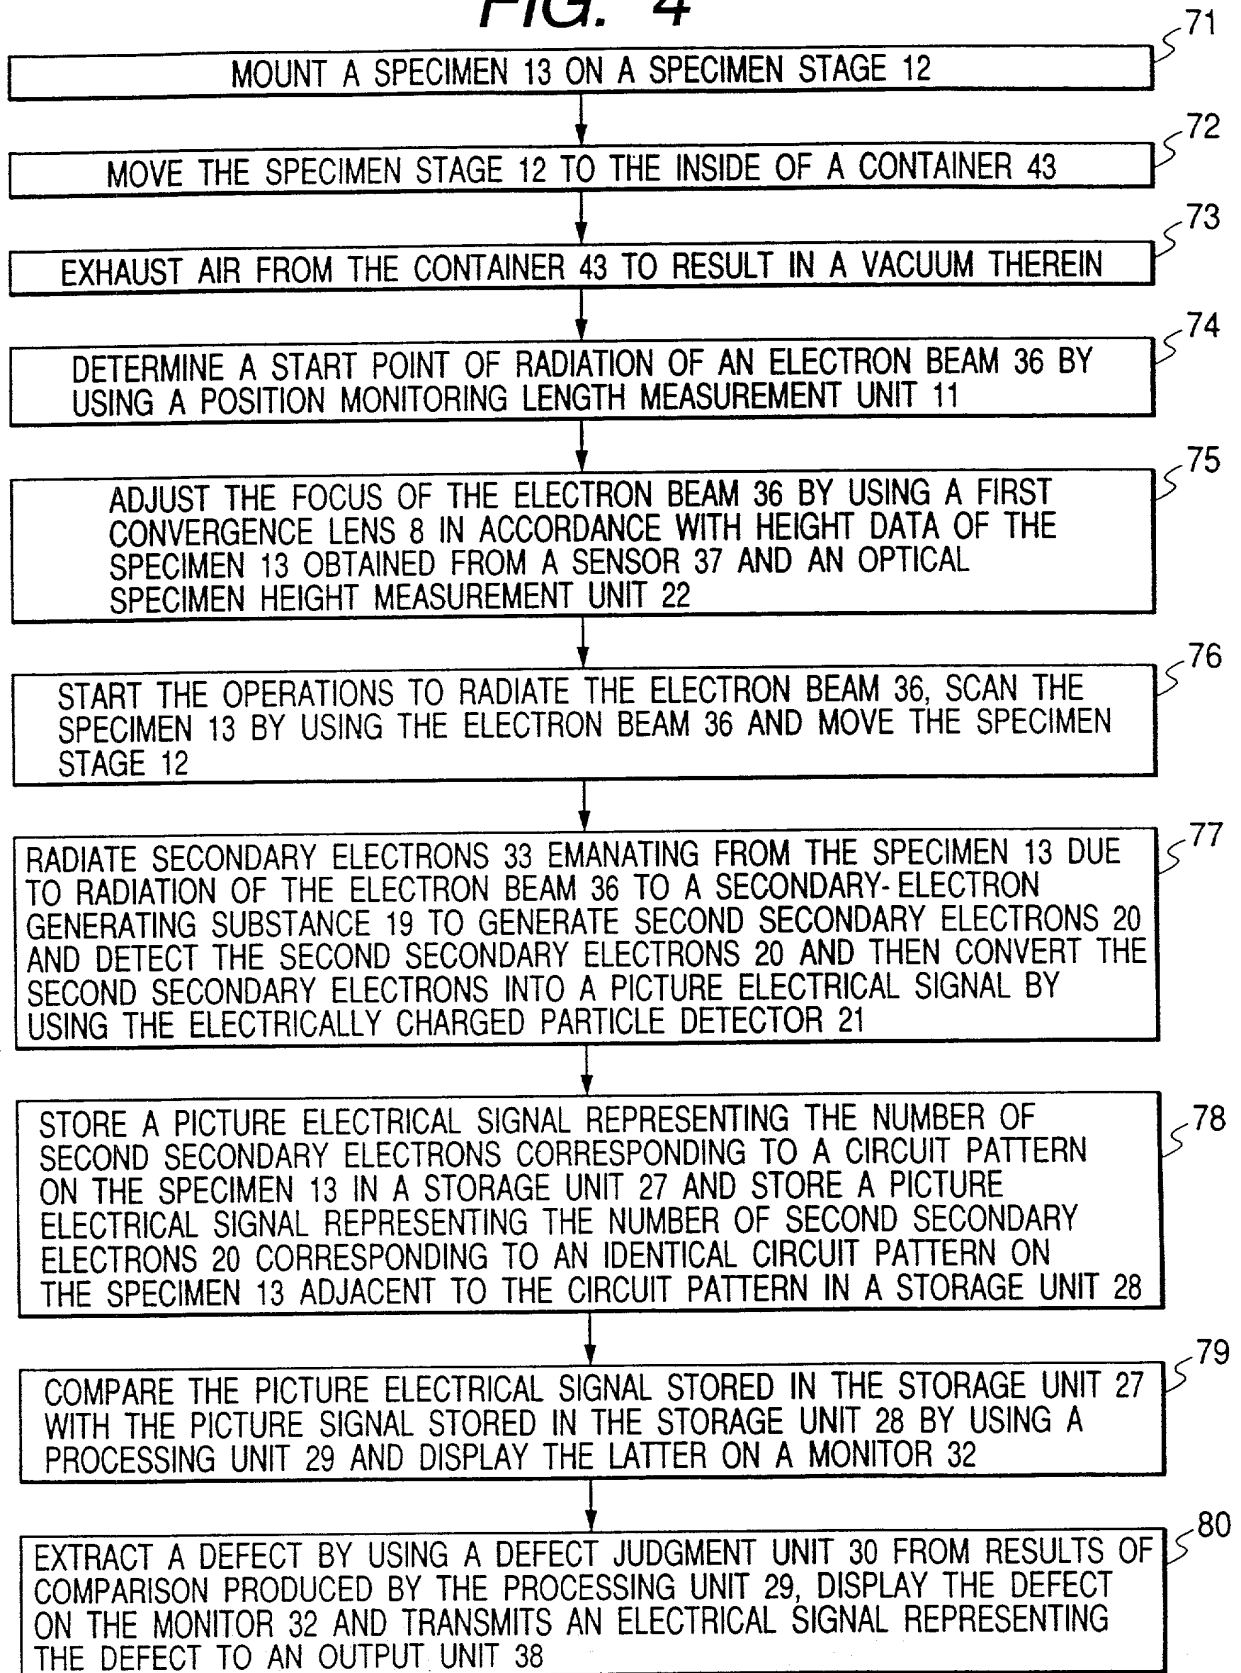 FIG. 4
71
MOUNT A SPECIMEN 13 ON A SPECIMEN STAGE 12
72
MOVE THE SPECIMEN STAGE 12 TO THE INSIDE OF A CONTAINER 43
73
EXHAUST AIR FROM THE CONTAINER 43 TO RESULT IN A VACUUM THEREIN
74
DETERMINE A START POINT OF RADIATION OF AN ELECTRON BEAM 36 BY
USING A POSITION MONITORING LENGTH MEASUREMENT UNIT 11
75
ADJUST THE FOCUS OF THE ELECTRON BEAM 36 BY USING A FIRST
CONVERGENCE LENS 8 IN ACCORDANCE WITH HEIGHT DATA OF THE
SPECIMEN 13 OBTAINED FROM A SENSOR 37 AND AN OPTICAL
SPECIMEN HEIGHT MEASUREMENT UNIT 22
76
START THE OPERATIONS TO RADIATE THE ELECTRON BEAM 36, SCAN THE
SPECIMEN 13 BY USING THE ELECTRON BEAM 36 AND MOVE THE SPECIMEN
STAGE 12
77
RADIATE SECONDARY ELECTRONS 33 EMANATING FROM THE SPECIMEN 13 DUE
TO RADIATION OF THE ELECTRON BEAM 36 TO A SECONDARY-ELECTRON
GENERATING SUBSTANCE 19 TO GENERATE SECOND SECONDARY ELECTRONS 20
AND DETECT THE SECOND SECONDARY ELECTRONS 20 AND THEN CONVERT THE
SECOND SECONDARY ELECTRONS INTO A PICTURE ELECTRICAL SIGNAL BY
USING THE ELECTRICALLY CHARGED PARTICLE DETECTOR 21
78
STORE A PICTURE ELECTRICAL SIGNAL REPRESENTING THE NUMBER OF
SECOND SECONDARY ELECTRONS CORRESPONDING TO A CIRCUIT PATTERN
ON THE SPECIMEN 13 IN A STORAGE UNIT 27 AND STORE A PICTURE
ELECTRICAL SIGNAL REPRESENTING THE NUMBER OF SECOND SECONDARY
ELECTRONS 20 CORRESPONDING TO AN IDENTICAL CIRCUIT PATTERN ON
THE SPECIMEN 13 ADJACENT TO THE CIRCUIT PATTERN IN A STORAGE UNIT 28
79
COMPARE THE PICTURE ELECTRICAL SIGNAL STORED IN THE STORAGE UNIT 27
WITH THE PICTURE SIGNAL STORED IN THE STORAGE UNIT 28 BY USING A
PROCESSING UNIT 29 AND DISPLAY THE LATTER ON A MONITOR 32
80
EXTRACT A DEFECT BY USING A DEFECT JUDGMENT UNIT 30 FROM RESULTS OF
COMPARISON PRODUCED BY THE PROCESSING UNIT 29, DISPLAY THE DEFECT
ON THE MONITOR 32 AND TRANSMITS AN ELECTRICAL SIGNAL REPRESENTING
THE DEFECT TO AN OUTPUT UNIT 38